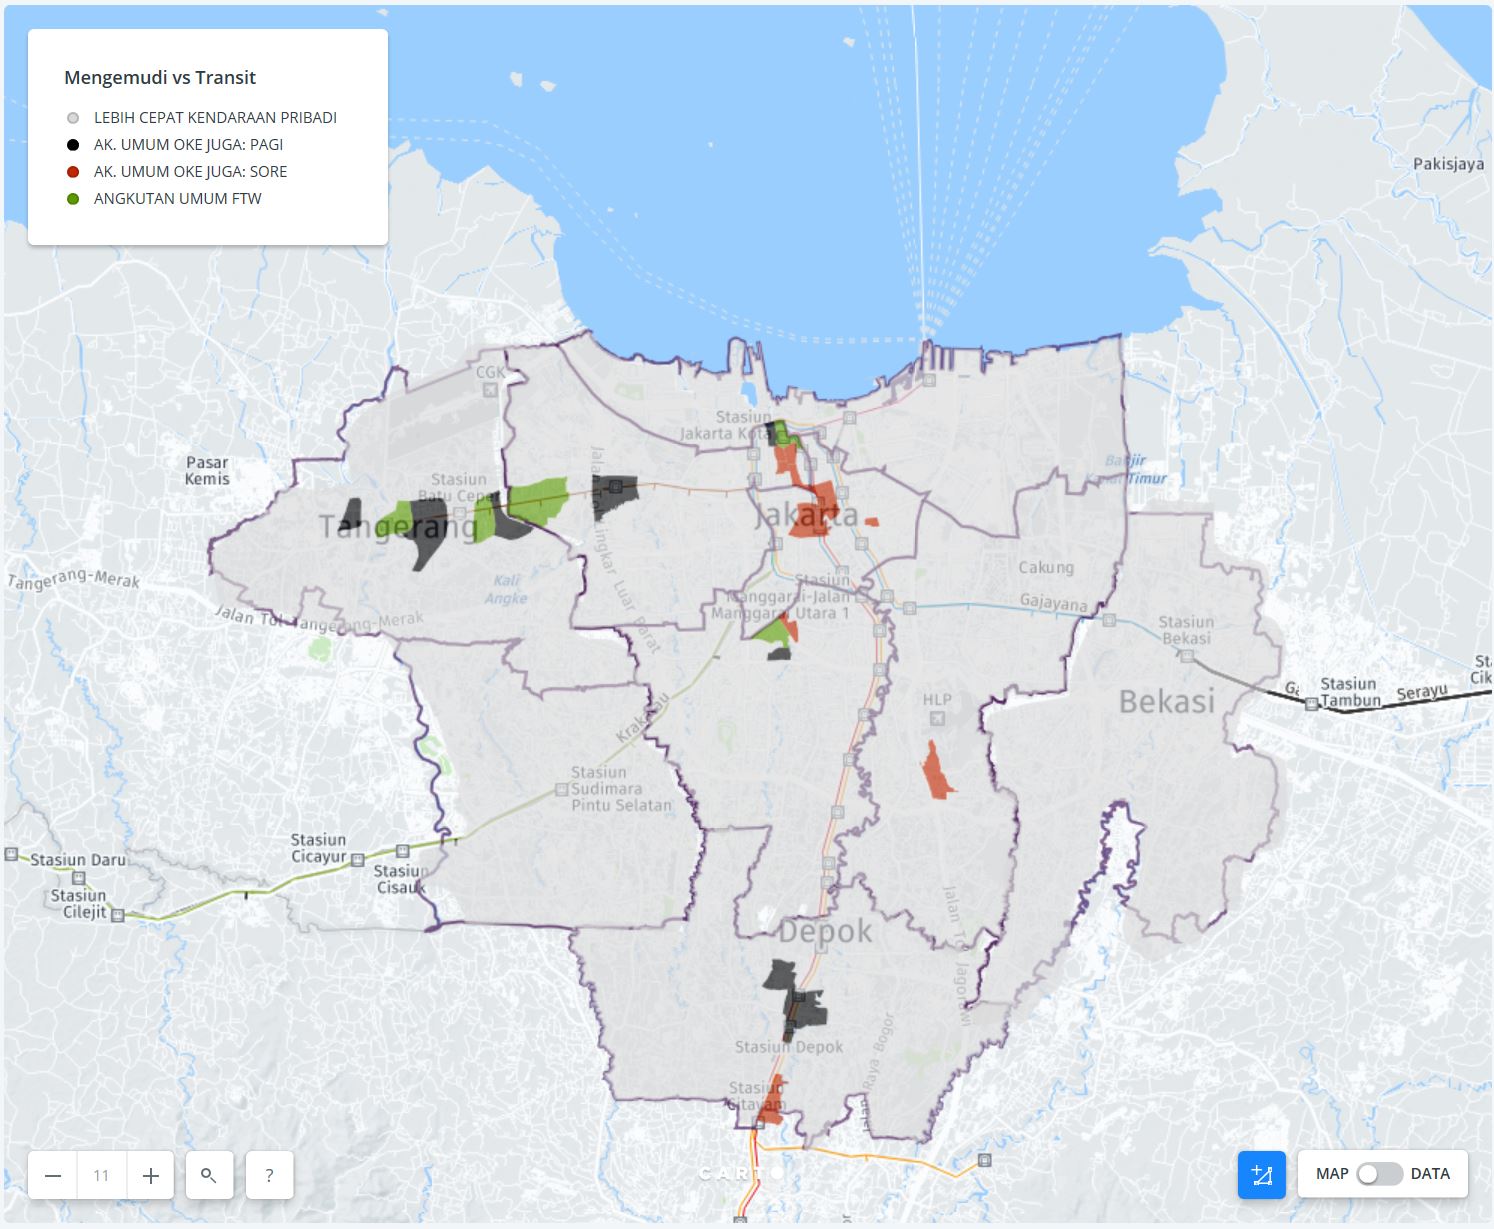 Mengemudi vs Transit
LEBIH CEPAT KENDARAAN PRIBADI
AK. UMUM OKE JUGA: PAGI
AK. UMUM OKE JUGA: SORE
ANGKUTAN UMUM FTW
Pakisjaya
CGK
Stasiun
Jakarta Kota
Pasar
Kemis
Stasiun
Batu Ceper
Banjir
Kanal Timur
Tangerang
Jakarta
Tangerang-Merak
Kali
Angke
Jalan Tol Lingkar Luar Barat
Cakung
Stasiun
Manggarai-Jalan
Manggarai Utara 1
Gajayana
Jalan Tol Tangerang-Merak
Stasiun
Bekasi
Stasiun
Tambun
Serayu
HLP
Bekasi
Krakatau
Stasiun
Sudimara
Pintu Selatan
Stasiun
Cicayur
Stasiun Daru
Stasiun
Cisauk
Stasiun
Cilejit
Depok
Jalan Tol Jagorawi
Stasiun Depok
Raya Bogor
Stasiun
Citayam
11
?
CARTO
MAP
DATA